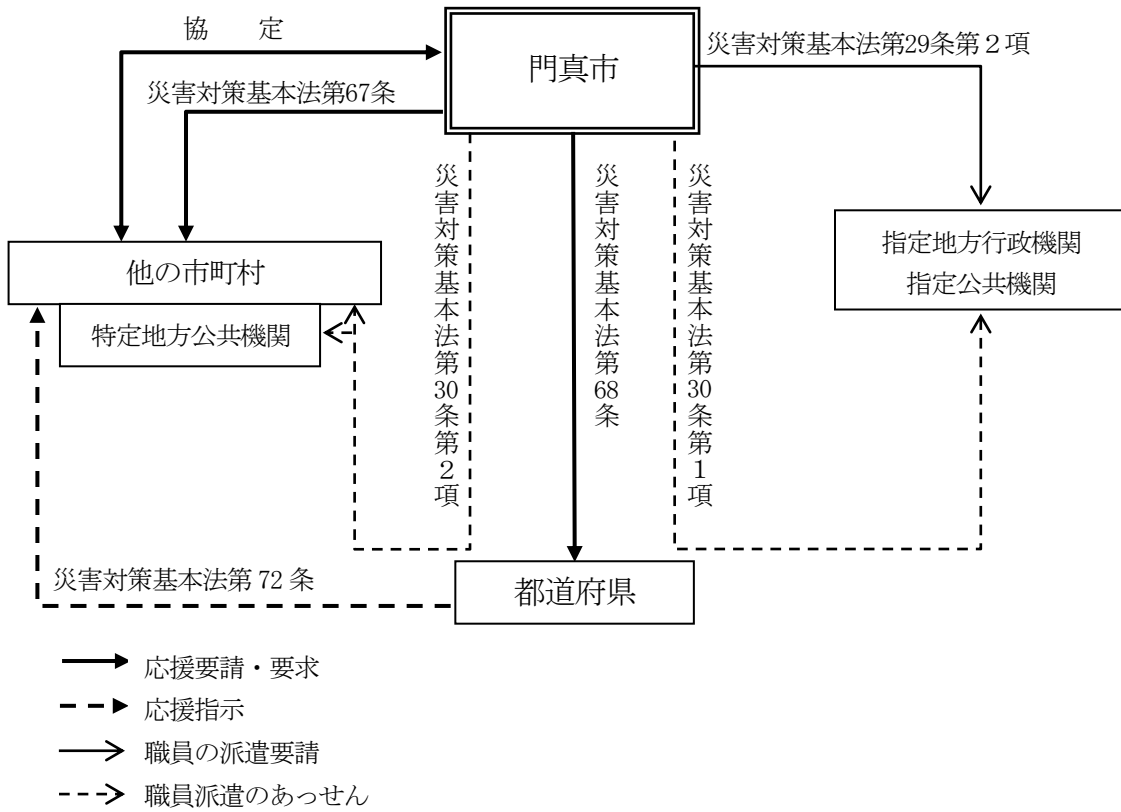 協　　定
門真市
災害対策基本法第29条第２項
災害対策基本法第67条
災害対策基本法第30条第２項
災害対策基本法第68条
災害対策基本法第30条第１項
他の市町村
特定地方公共機関
指定地方行政機関
指定公共機関
災害対策基本法第 72 条
都道府県
応援要請・要求
応援指示
職員の派遣要請
職員派遣のあっせん